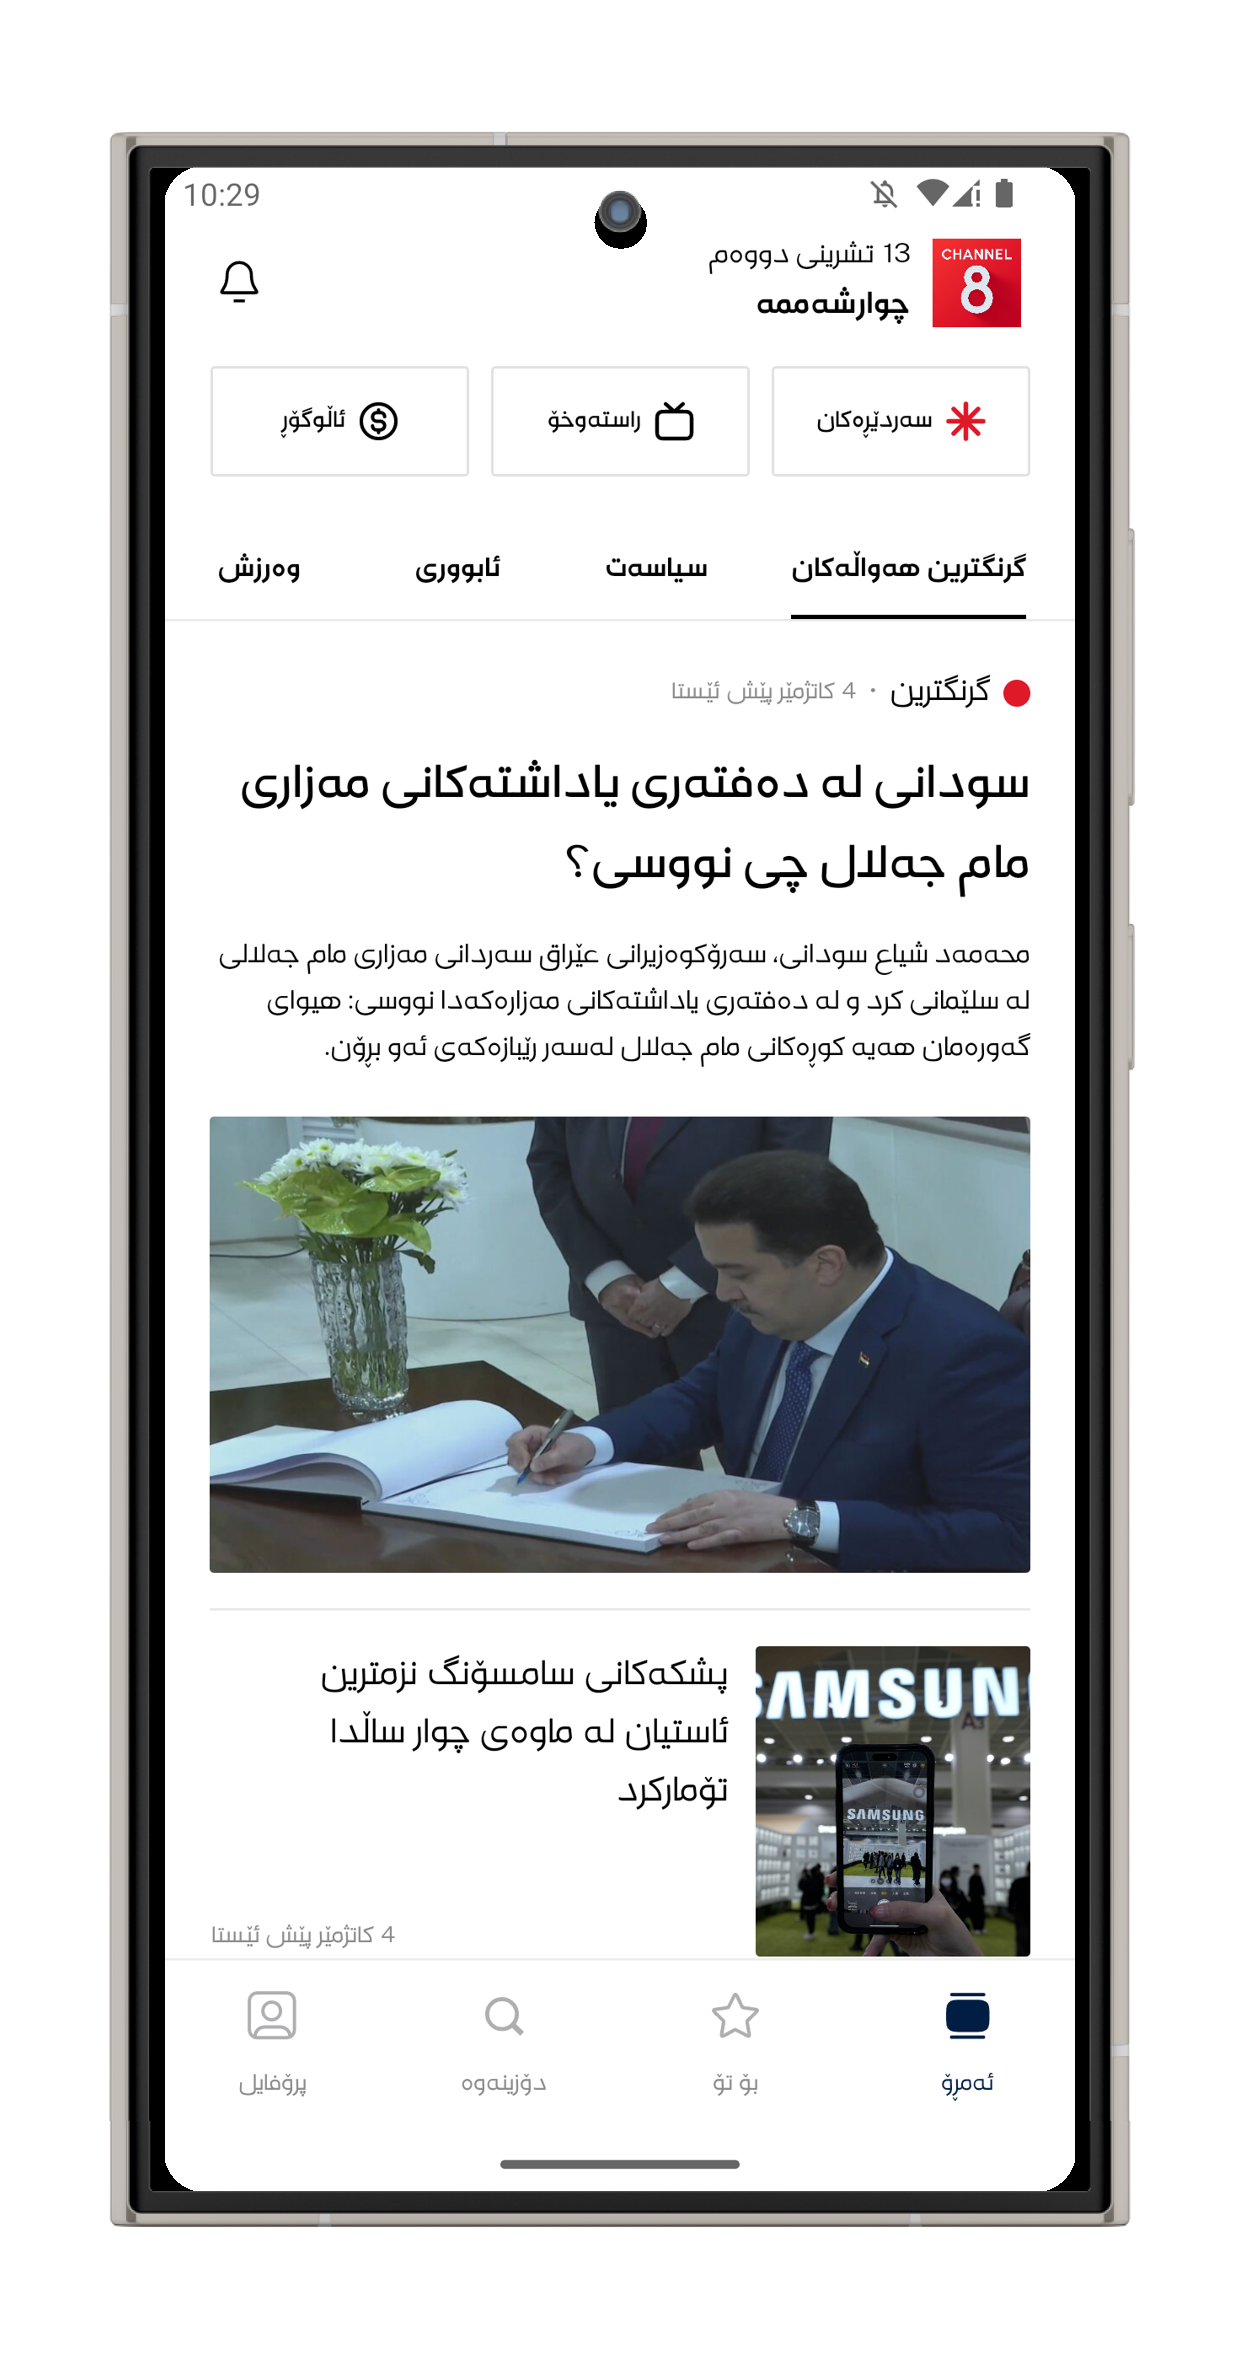 10:29
CHANNEL
8
13 تشرینی دووەم
چوارشەممە
سەردێڕەکان
ڕاستەوخۆ
ئاڵوگۆڕ
گرنگترین هەواڵەکان
سیاسەت
ئابووری
وەرزش
گرنگترین • 4 کاتژمێر پێش ئێستا
سودانی لە دەفتەری یاداشتەکانی مەزاری
مام جەلال چی نووسی؟
محەمەد شیاع سودانی، سەرۆکوەزیرانی عێراق سەردانی مەزاری مام جەلالی
لە سلێمانی کرد و لە دەفتەری یاداشتەکانی مەزارەکەدا نووسی: هیوای
گەورەمان هەیە کوڕەکانی مام جەلال لەسەر رێبازەکەی ئەو بڕۆن.
SAMSUN
SAMSUNG
پشکەکانی سامسۆنگ نزمترین
ئاستیان لە ماوەی چوار ساڵدا
تۆمارکرد
4 کاتژمێر پێش ئێستا
ئەمڕۆ
بۆ تۆ
دۆزینەوە
پرۆفایل